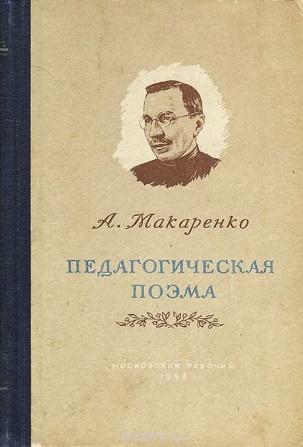 А. Макаренко
ПЕДАГОГИЧЕСКАЯ
ПОЭМА
МОСКОВСКИЙ РАБОЧИЙ